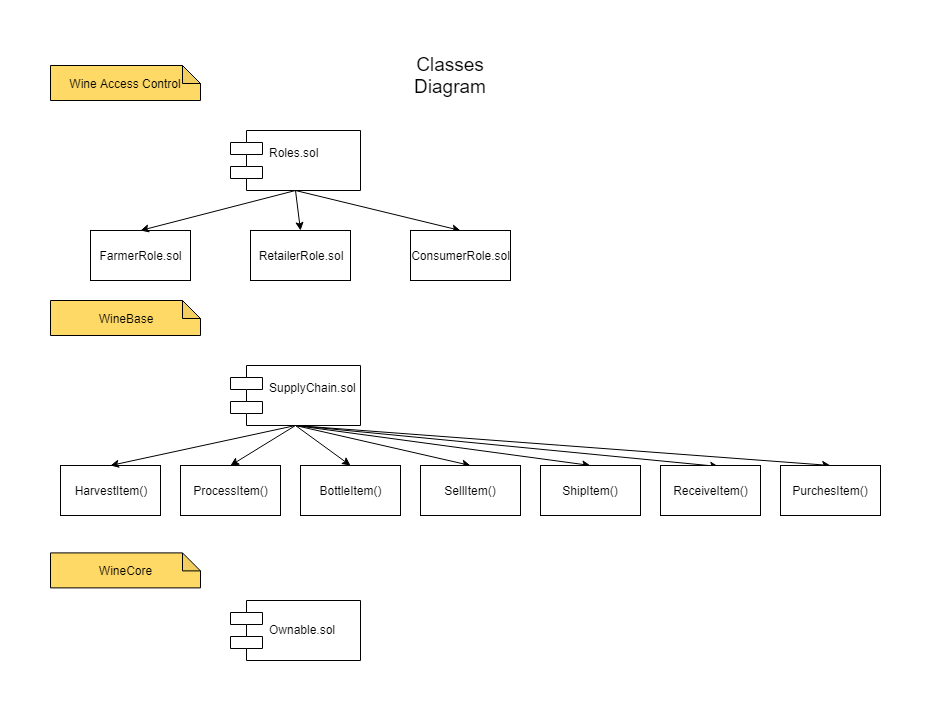 Classes
Diagram
Wine Access Control
Roles.sol
FarmerRole.sol
RetailerRole.sol
ConsumerRole.sol
WineBase
SupplyChain.sol
HarvestItem()
ProcessItem()
BottleItem()
SellItem()
ShipItem()
ReceiveItem()
PurchesItem()
WineCore
Ownable.sol